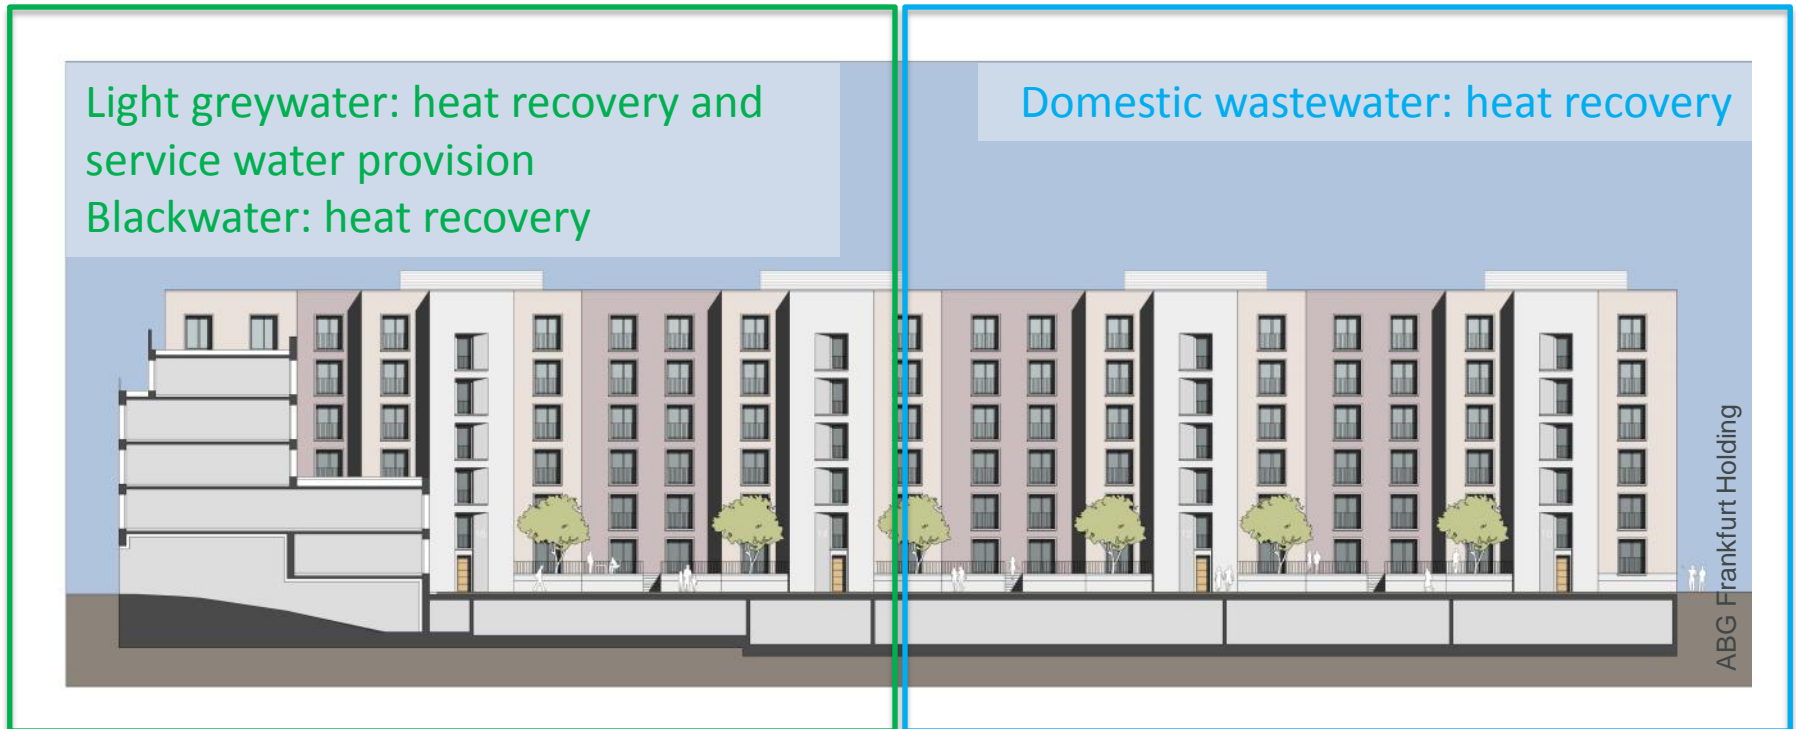 Light greywater: heat recovery and
service water provision
Blackwater: heat recovery
Domestic wastewater: heat recovery
ABG Frankfurt Holding